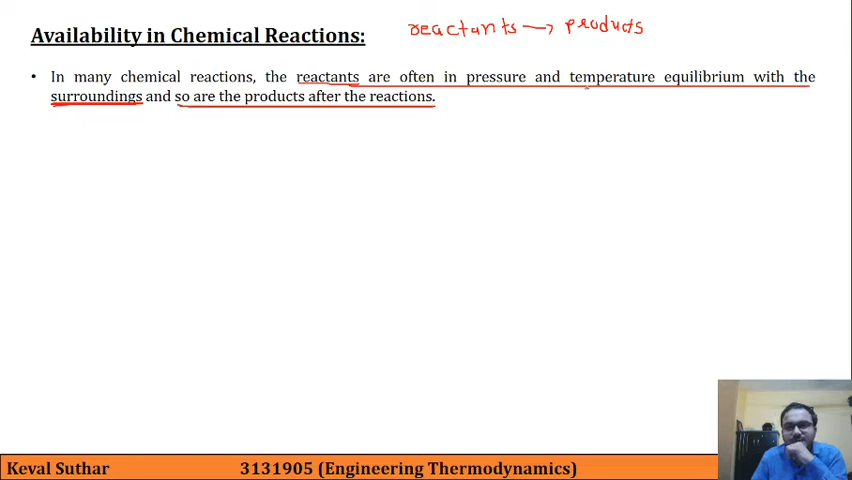 Availability in Chemical Reactions: reactants → products
• In many chemical reactions, the reactants are often in pressure and temperature equilibrium with the
surroundings and so are the products after the reactions.
Keval Suthar 3131905 (Engineering Thermodynamics)